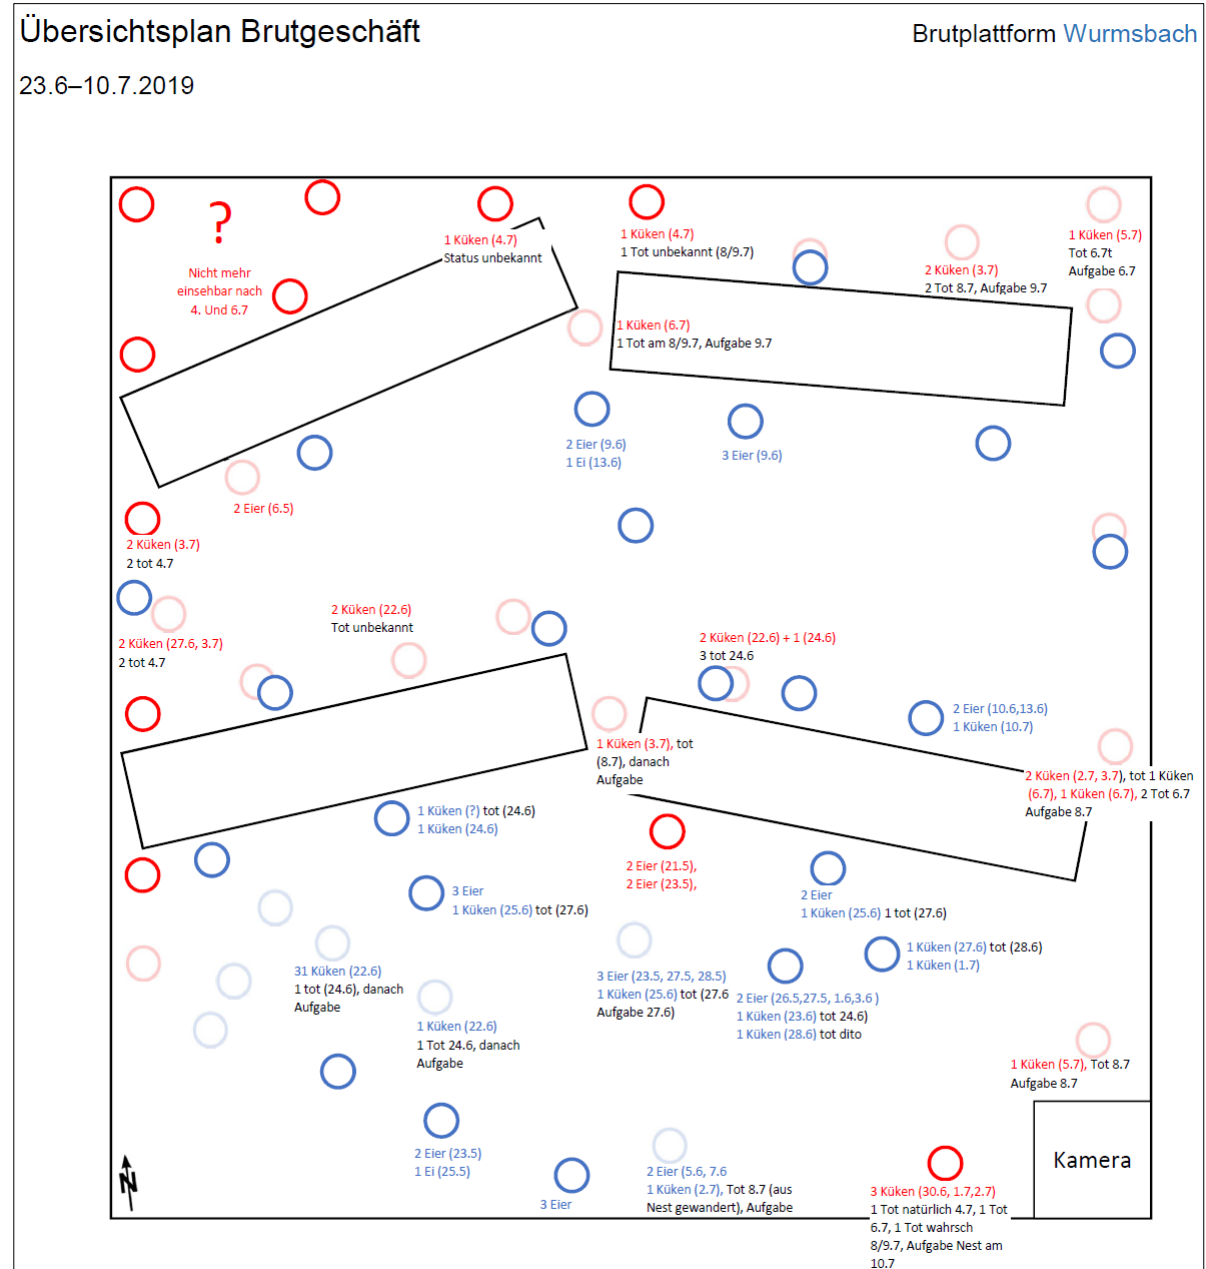 Übersichtsplan Brutgeschäft
Brutplattform Wurmsbach
23.6–10.7.2019
?
Nicht mehr
einsehbar nach
4. Und 6.7
1 Küken (4.7)
Status unbekannt
1 Küken (4.7)
1 Tot unbekannt (8/9.7)
2 Küken (3.7)
2 Tot 8.7, Aufgabe 9.7
1 Küken (5.7)
Tot 6.7t
Aufgabe 6.7
1 Küken (6.7)
1 Tot am 8/9.7, Aufgabe 9.7
2 Eier (9.6)
1 Ei (13.6)
3 Eier (9.6)
2 Eier (6.5)
2 Küken (3.7)
2 tot 4.7
2 Küken (27.6, 3.7)
2 tot 4.7
2 Küken (22.6)
Tot unbekannt
2 Küken (22.6) + 1 (24.6)
3 tot 24.6
2 Eier (10.6,13.6)
1 Küken (10.7)
1 Küken (3.7), tot
(8.7), danach
Aufgabe
2 Küken (2.7, 3.7), tot 1 Küken
(6.7), 1 Küken (6.7), 2 Tot 6.7
Aufgabe 8.7
1 Küken (?) tot (24.6)
1 Küken (24.6)
2 Eier (21.5),
2 Eier (23.5),
3 Eier
1 Küken (25.6) tot (27.6)
2 Eier
1 Küken (25.6) 1 tot (27.6)
1 Küken (27.6) tot (28.6)
1 Küken (1.7)
31 Küken (22.6)
1 tot (24.6), danach
Aufgabe
3 Eier (23.5, 27.5, 28.5)
1 Küken (25.6) tot (27.6
Aufgabe 27.6)
2 Eier (26.5,27.5, 1.6,3.6 )
1 Küken (23.6) tot 24.6)
1 Küken (28.6) tot dito
1 Küken (22.6)
1 Tot 24.6, danach
Aufgabe
1 Küken (5.7), Tot 8.7
Aufgabe 8.7
2 Eier (23.5)
1 Ei (25.5)
3 Eier
2 Eier (5.6, 7.6
1 Küken (2.7), Tot 8.7 (aus
Nest gewandert), Aufgabe
Kamera
3 Küken (30.6, 1.7,2.7)
1 Tot natürlich 4.7, 1 Tot
6.7, 1 Tot wahrsch
8/9.7, Aufgabe Nest am
10.7
N